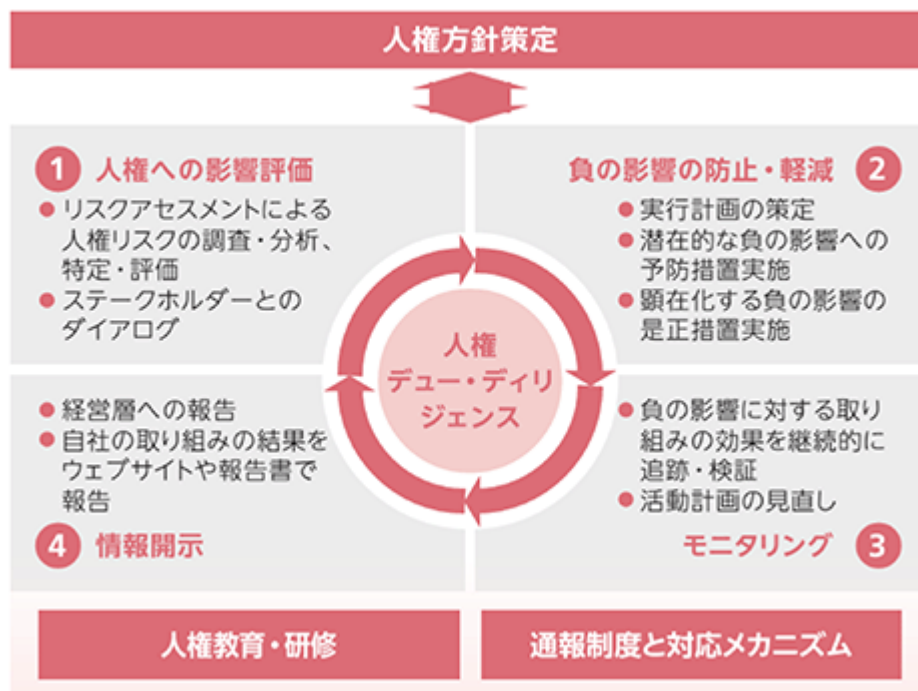 人権方針策定
1 人権への影響評価
● リスクアセスメントによる
人権リスクの調査・分析、
特定・評価
● ステークホルダーとの
ダイアログ
負の影響の防止・軽減 2
● 実行計画の策定
● 潜在的な負の影響への
予防措置実施
● 顕在化する負の影響の
是正措置実施
人権
デュー・ディリ
ジェンス
● 負の影響に対する取り
組みの効果を継続的に
追跡・検証
● 活動計画の見直し
モニタリング 3
● 経営層への報告
● 自社の取り組みの結果を
ウェブサイトや報告書で
報告
4 情報開示
人権教育・研修
通報制度と対応メカニズム